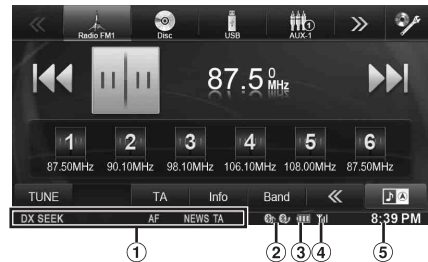 Radio FM1 Disc USB AUX-1
87.5 0 MHz
1 2 3 4 5 6
87.50MHz 90.10MHz 98.10MHz 106.10MHz 108.00MHz 87.50MHz
TUNE TA Info Band
DX SEEK AF NEWS TA 8:39 PM
1 2 3 4 5